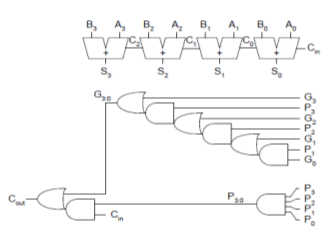 B3 A3 B2 A2 B1 A1 B0 A0
C2 C1 C0 Cin
+ + + +
S3 S2 S1 S0
G3:0
G3
P3
G2
P2
G1
P1
G0
Cout
Cin
P3:0
P3
P2
P1
P0